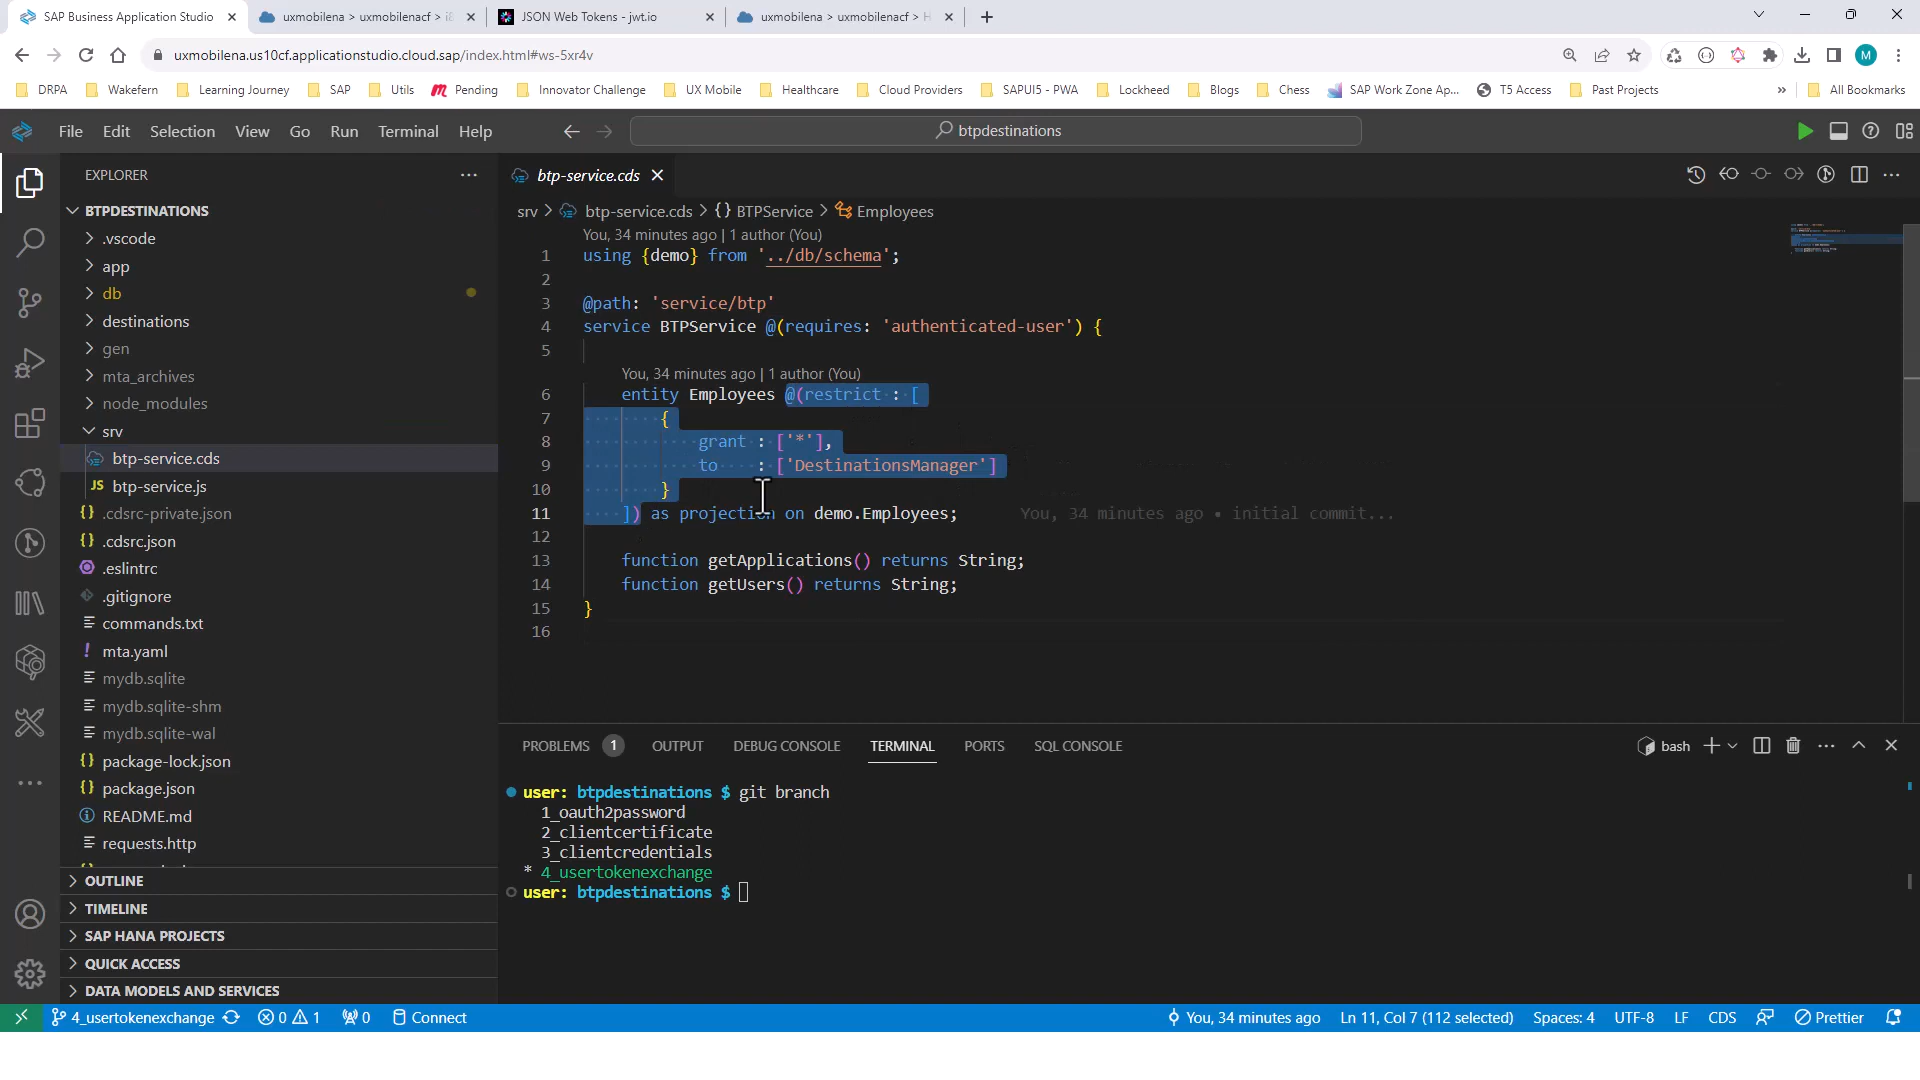 SAP Business Application Studio
uxmobilena > uxmobilenacf >
JSON Web Tokens - jwt.io
uxmobilena > uxmobilenacf >
uxmobilena.us10cf.applicationstudio.cloud.sap/index.html#ws-5xr4v
M
DRPA Wakefern Learning Journey SAP Utils Pending Innovator Challenge UX Mobile Healthcare Cloud Providers SAPUI5 - PWA Lockheed Blogs Chess SAP Work Zone Ap... T5 Access Past Projects » All Bookmarks
File Edit Selection View Go Run Terminal Help
btpdestinations
EXPLORER
BTPDESTINATIONS
.vscode
app
db
destinations
gen
mta_archives
node_modules
srv
btp-service.cds
JS btp-service.js
{} .cdsrc-private.json
{} .cdsrc.json
.eslintrc
.gitignore
commands.txt
! mta.yaml
mydb.sqlite
mydb.sqlite-shm
mydb.sqlite-wal
{} package-lock.json
{} package.json
README.md
requests.http
OUTLINE
TIMELINE
SAP HANA PROJECTS
QUICK ACCESS
DATA MODELS AND SERVICES
btp-service.cds
srv > btp-service.cds > {} BTPService > Employees
You, 34 minutes ago | 1 author (You)
1 using {demo} from '../db/schema';
2
3 @path: 'service/btp'
4 service BTPService @(requires: 'authenticated-user') {
5
You, 34 minutes ago | 1 author (You)
6 entity Employees @(restrict : [
7 {
8 grant : ['*'],
9 to : ['DestinationsManager']
10 }
11 ]) as projection on demo.Employees; You, 34 minutes ago • initial commit...
12
13 function getApplications() returns String;
14 function getUsers() returns String;
15 }
16
PROBLEMS 1 OUTPUT DEBUG CONSOLE TERMINAL PORTS SQL CONSOLE
bash
user: btpdestinations $ git branch
1_oauth2password
2_clientcertificate
3_clientcredentials
* 4_usertokenexchange
user: btpdestinations $
4_usertokenexchange 0 1 0 Connect
You, 34 minutes ago Ln 11, Col 7 (112 selected) Spaces: 4 UTF-8 LF CDS Prettier